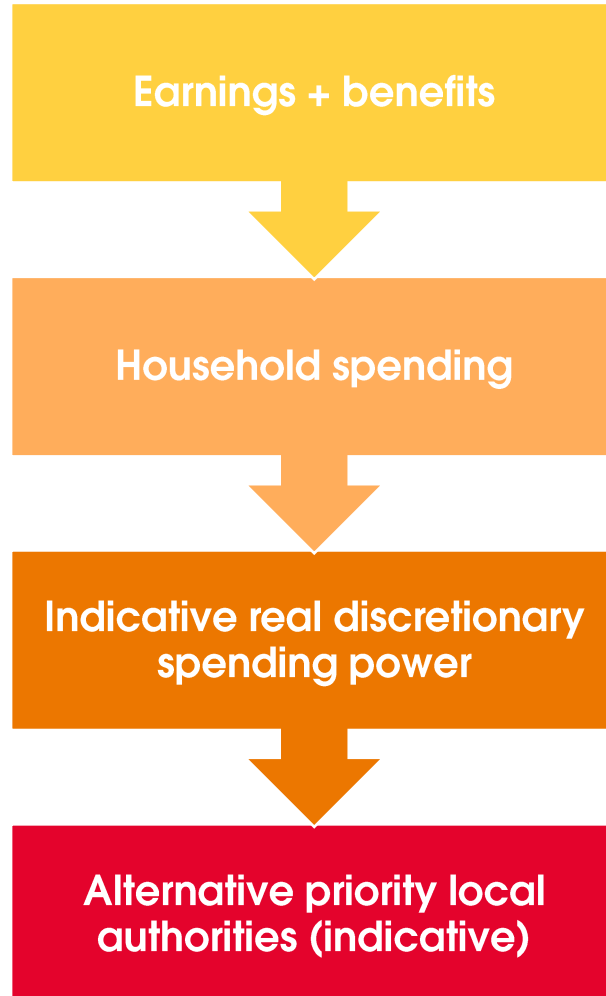 Earnings + benefits
Household spending
Indicative real discretionary
spending power
Alternative priority local
authorities (indicative)